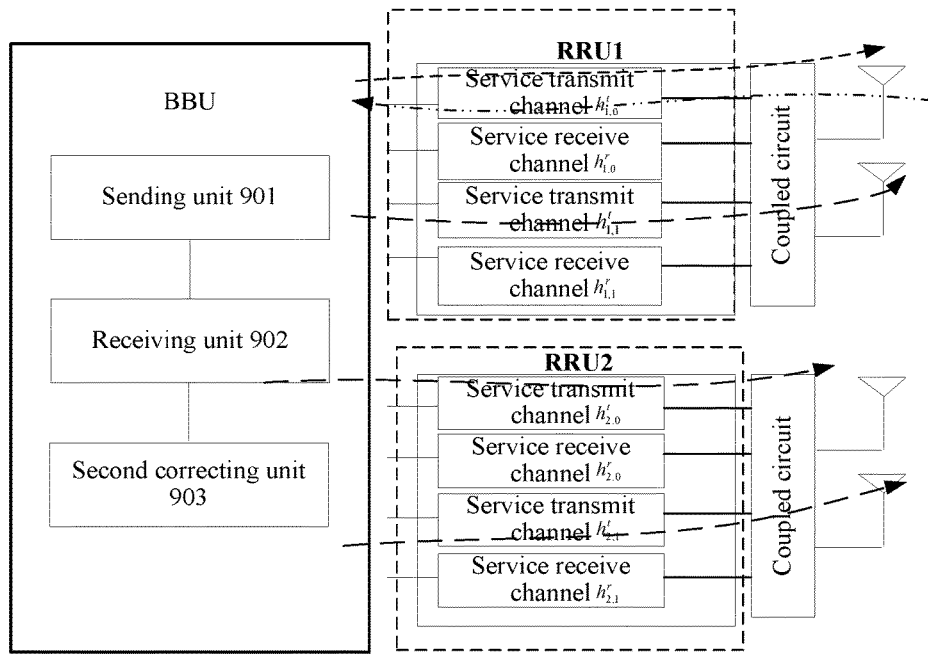 BBU
Sending unit 901
Receiving unit 902
Second correcting unit
903
RRU1
Service transmit
channel h^t_{1,0}
Service receive
channel h^r_{1,0}
Service transmit
channel h^t_{1,1}
Service receive
channel h^r_{1,1}
Coupled circuit
RRU2
Service transmit
channel h^t_{2,0}
Service receive
channel h^r_{2,0}
Service transmit
channel h^t_{2,1}
Service receive
channel h^r_{2,1}
Coupled circuit